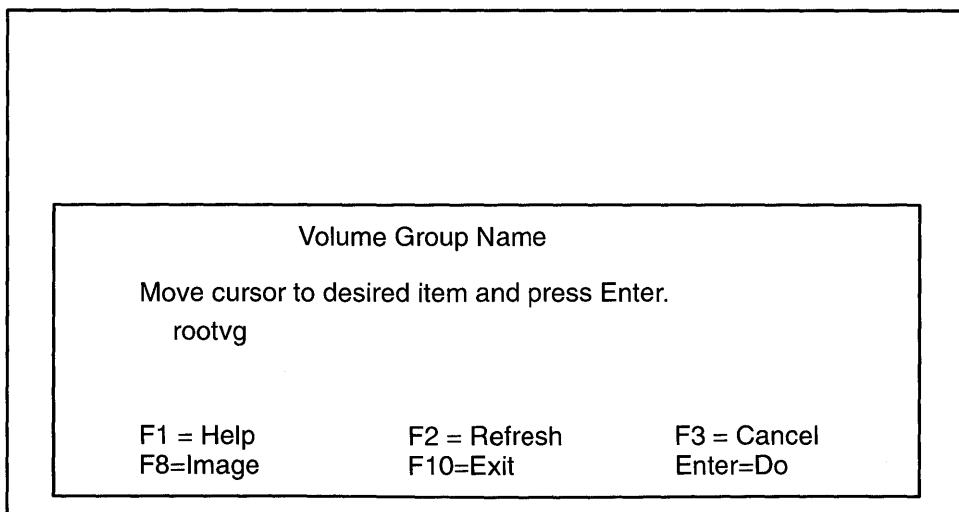 Volume Group Name
Move cursor to desired item and press Enter.
rootvg
F1 = Help F2 = Refresh F3 = Cancel
F8=Image F10=Exit Enter=Do